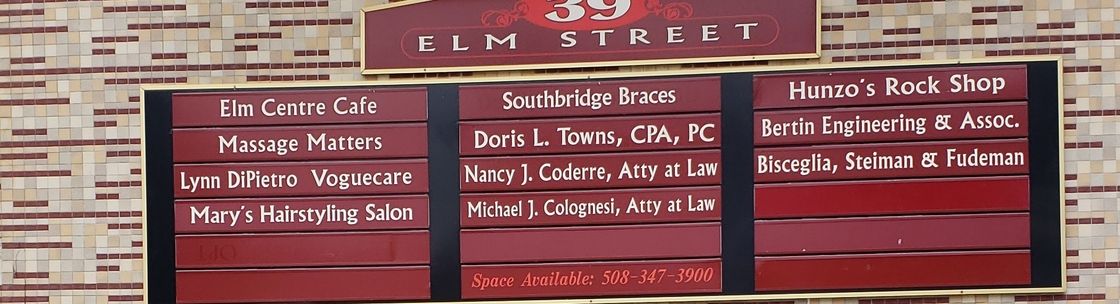 39
ELM STREET
Elm Centre Cafe
Massage Matters
Lynn DiPietro Voguecare
Mary's Hairstyling Salon
Southbridge Braces
Doris L. Towns, CPA, PC
Nancy J. Coderre, Atty at Law
Michael J. Colognesi, Atty at Law
Space Available: 508-347-3900
Hunzo's Rock Shop
Bertin Engineering & Assoc.
Bisceglia, Steiman & Fudeman